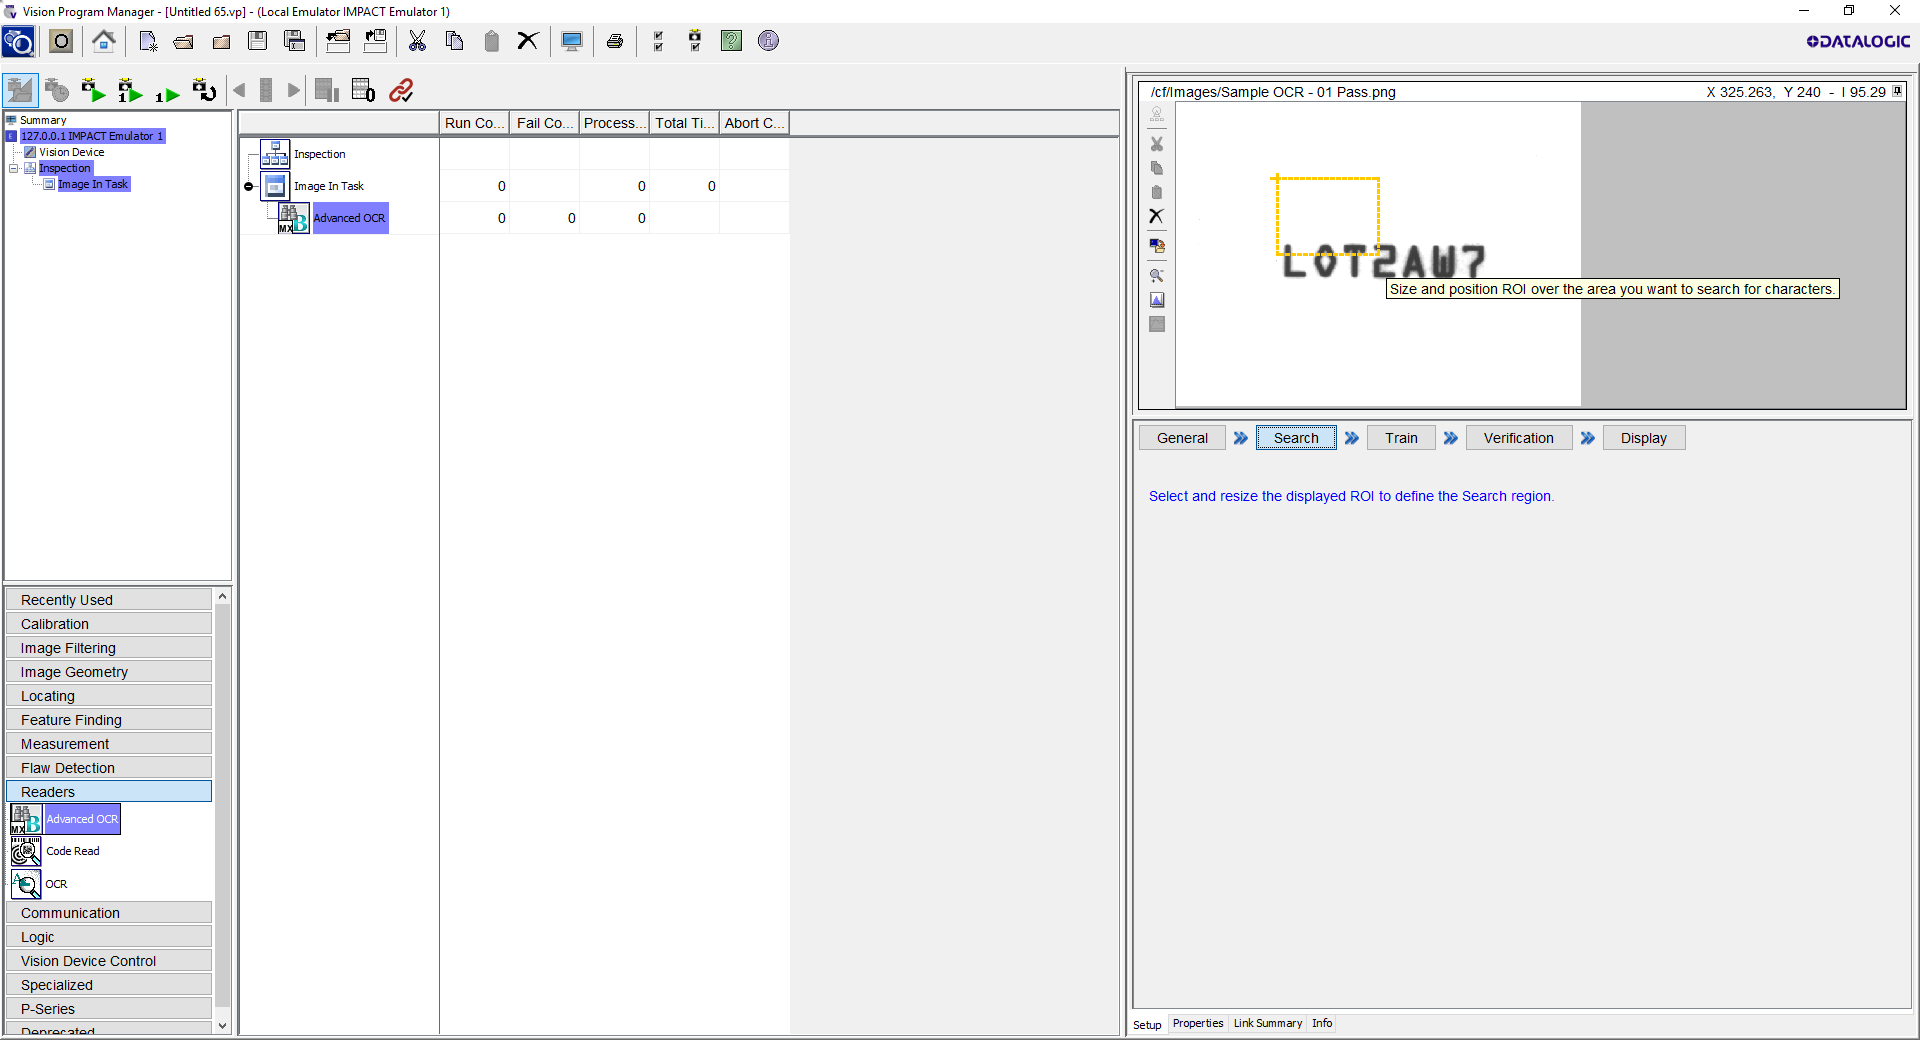 Vision Program Manager - [Untitled 65.vp] - (Local Emulator IMPACT Emulator 1)
DATALOGIC
Summary
127.0.0.1 IMPACT Emulator 1
Vision Device
Inspection
Image In Task
Run Co... Fail Co... Process... Total Ti... Abort C...
Inspection
Image In Task 0 0 0
Advanced OCR 0 0 0
/cf/Images/Sample OCR - 01 Pass.png X 325.263, Y 240 - I 95.29
LOT2AW7
Size and position ROI over the area you want to search for characters.
General Search Train Verification Display
Select and resize the displayed ROI to define the Search region.
Recently Used
Calibration
Image Filtering
Image Geometry
Locating
Feature Finding
Measurement
Flaw Detection
Readers
Advanced OCR
Code Read
OCR
Communication
Logic
Vision Device Control
Specialized
P-Series
Deprecated
Setup Properties Link Summary Info